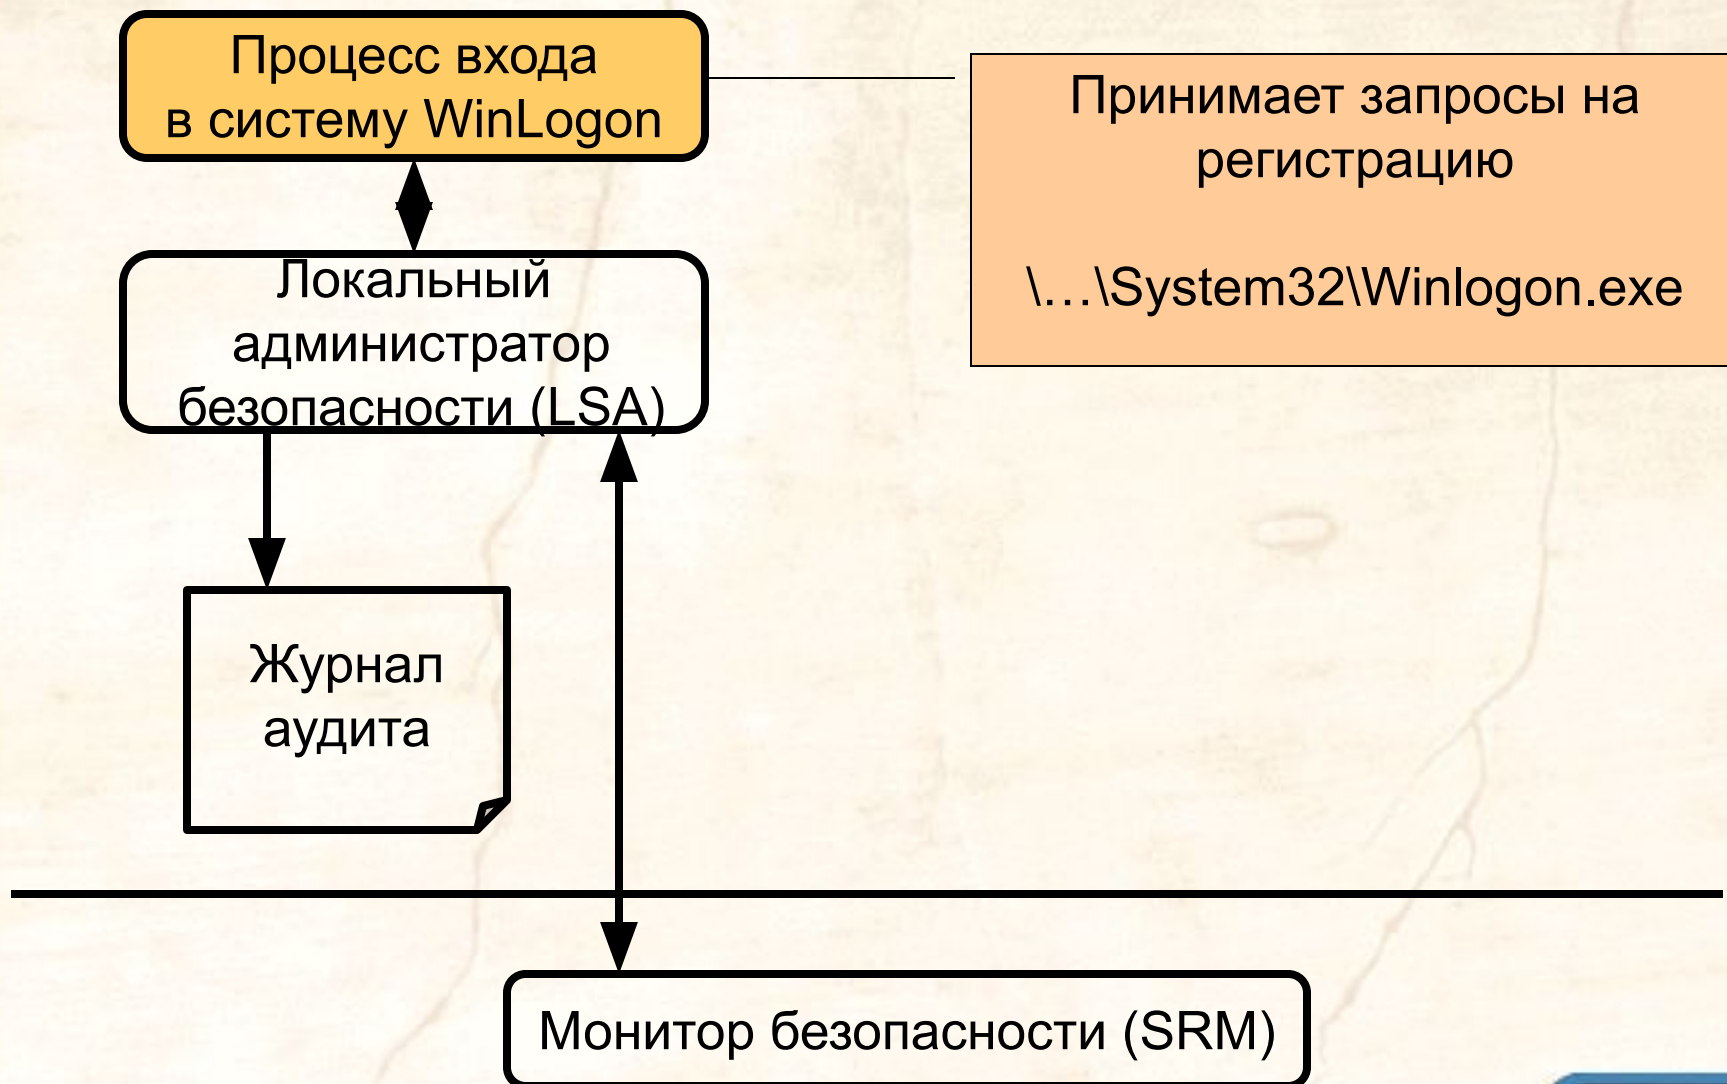 Процесс входа
в систему WinLogon
Принимает запросы на
регистрацию
\…\System32\Winlogon.exe
Локальный
администратор
безопасности (LSA)
Журнал
аудита
Монитор безопасности (SRM)